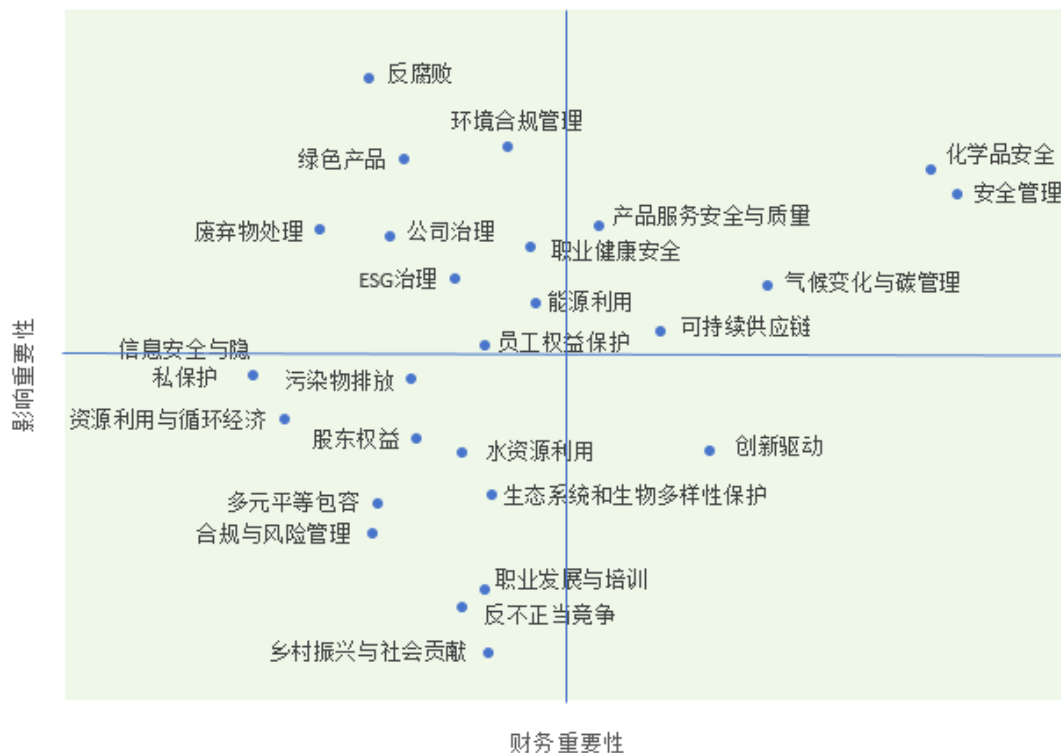 反腐败
环境合规管理
绿色产品
化学品安全
安全管理
产品服务安全与质量
废弃物处理
公司治理
职业健康安全
ESG治理
气候变化与碳管理
能源利用
可持续供应链
员工权益保护
信息安全与隐
私保护
污染物排放
资源利用与循环经济
股东权益
水资源利用
创新驱动
生态系统和生物多样性保护
多元平等包容
合规与风险管理
职业发展与培训
反不正当竞争
乡村振兴与社会贡献
影响重要性
财务重要性